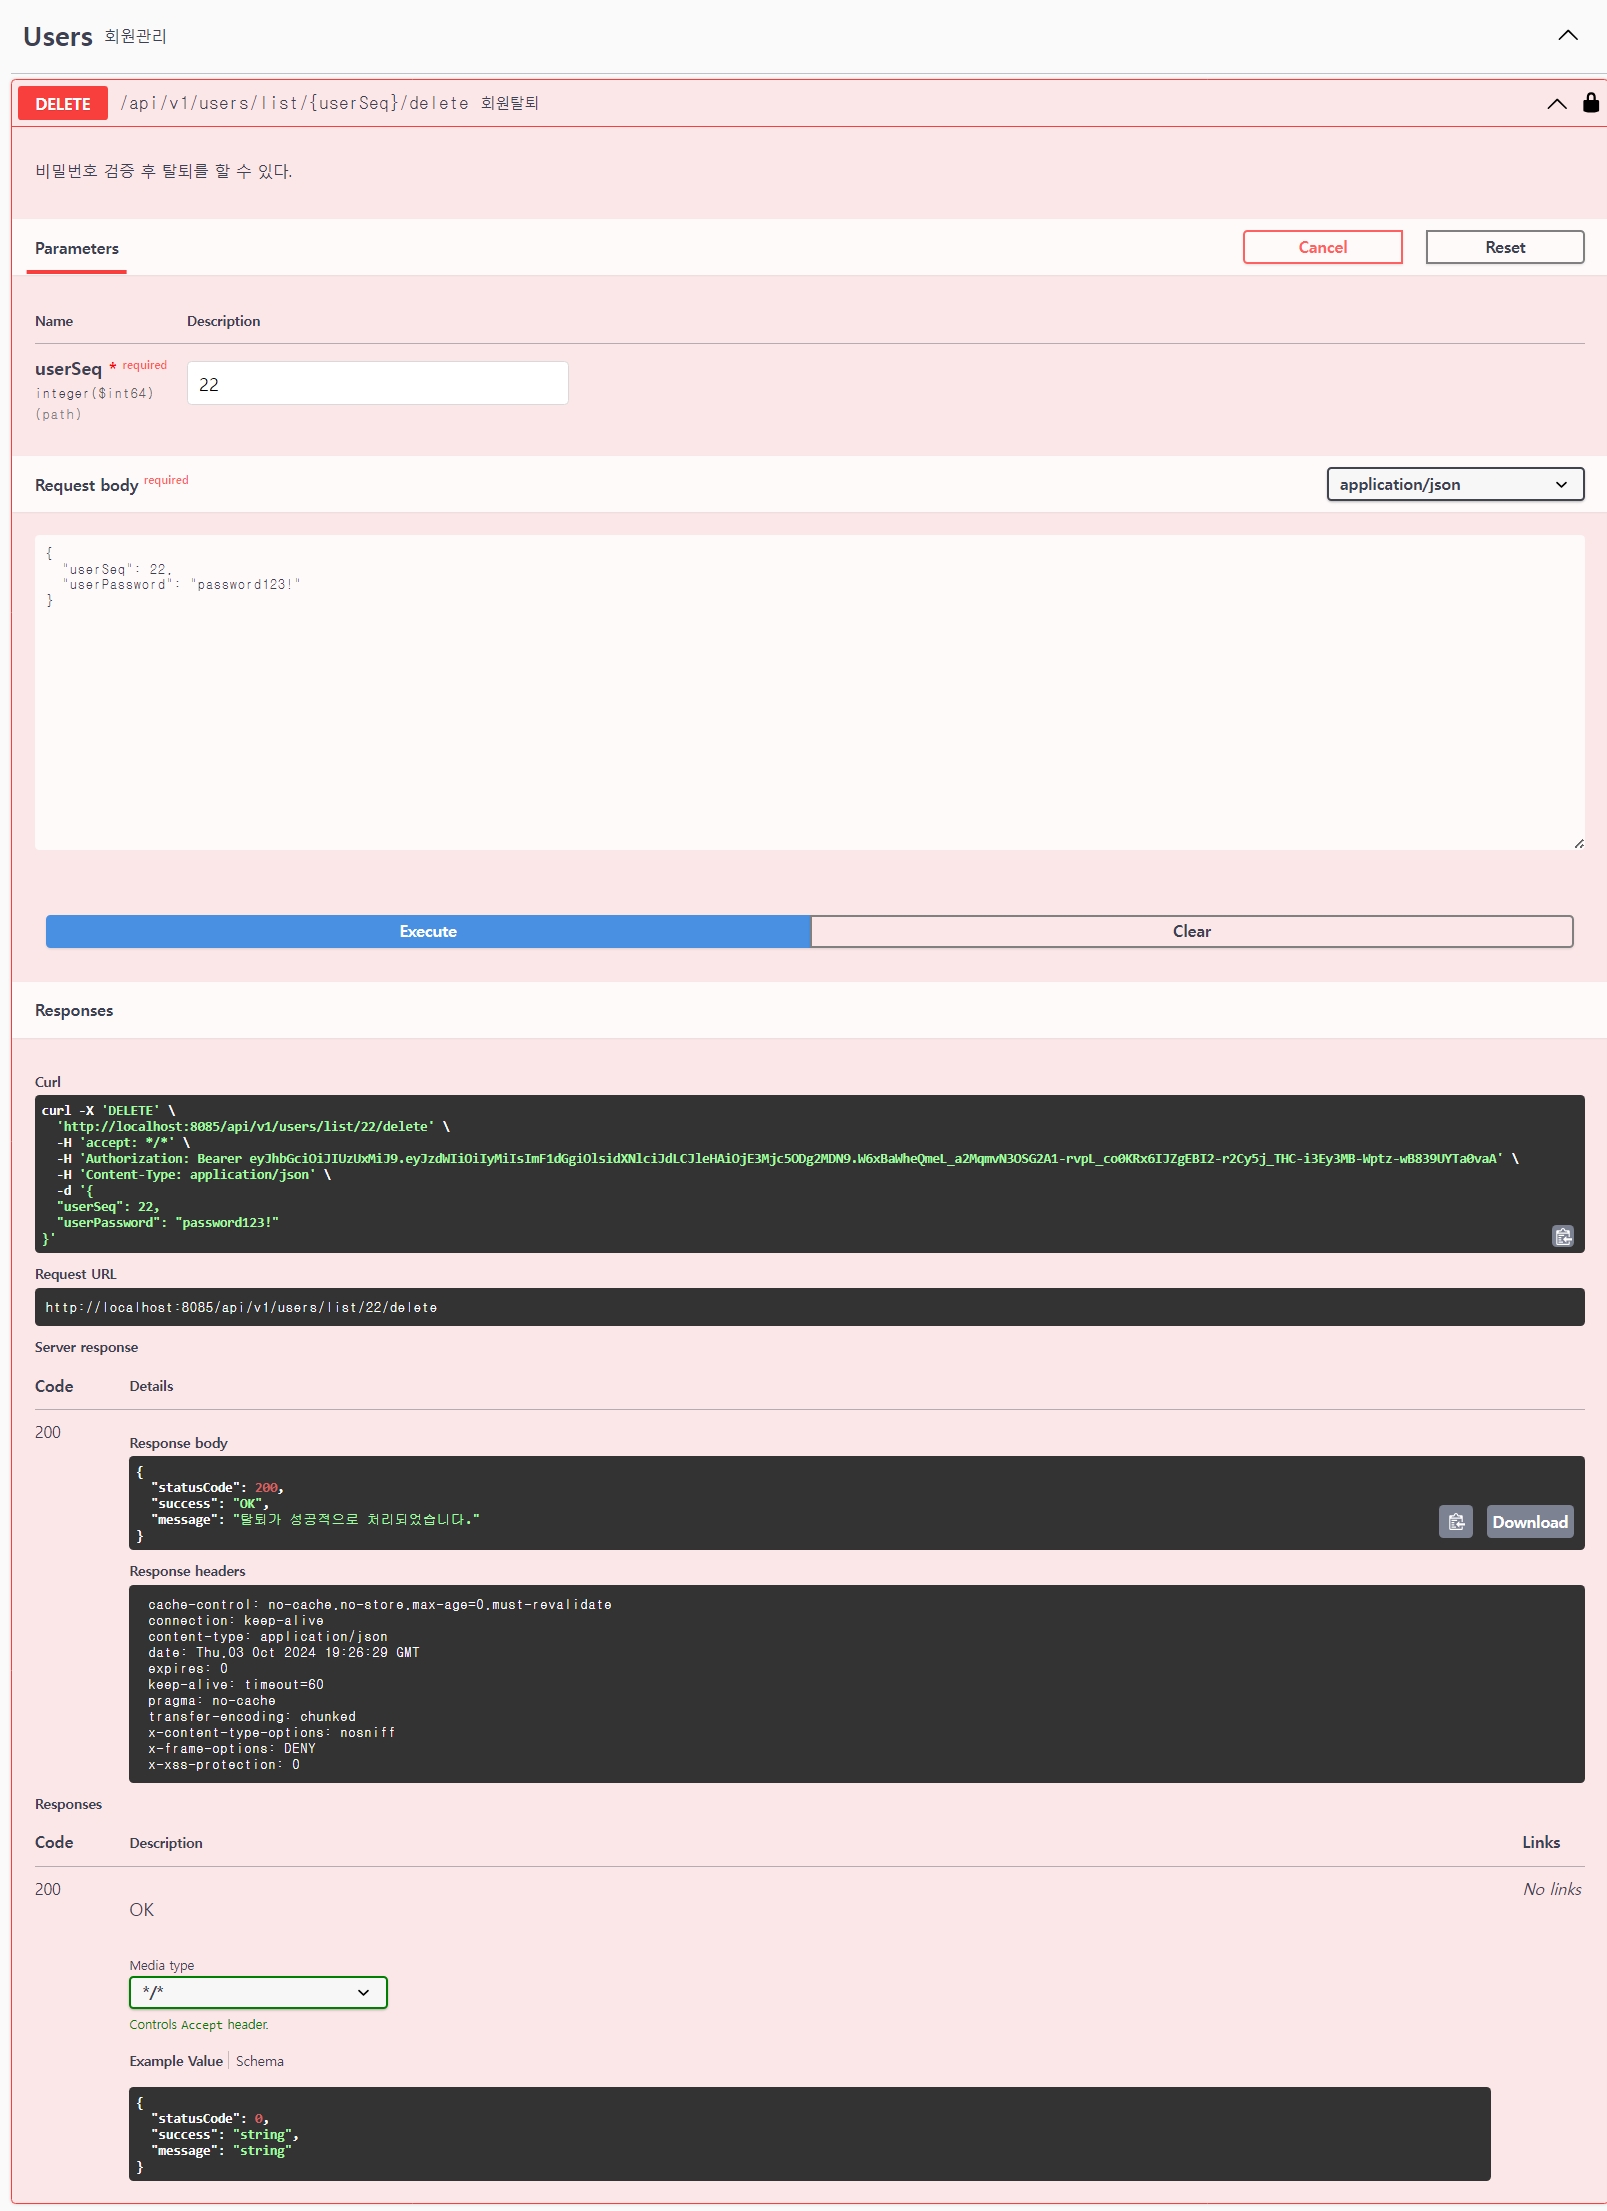 Users 회원관리
DELETE /api/v1/users/list/{userSeq}/delete 회원탈퇴
비밀번호 검증 후 탈퇴를 할 수 있다.
Parameters Cancel Reset
Name Description
userSeq * required 22
integer($int64)
(path)
Request body required application/json
{
"userSeq": 22,
"userPassword": "password123!"
}
Execute Clear
Responses
Curl
curl -X 'DELETE' \
'http://localhost:8085/api/v1/users/list/22/delete' \
-H 'accept: */*' \
-H 'Authorization: Bearer eyJhbGciOiJIUzUxMiJ9.eyJzdWIiOiIyMiIsImF1dGgiOlsidXNlciJdLCJleHAiOjE3Mjc5ODg2MDN9.W6xBaWheQmeL_a2MqmvN3OSG2A1-rvpL_co0KRx6IJZgEBI2-r2Cy5j_THC-i3Ey3MB-Wptz-wB839UYTa0vaA' \
-H 'Content-Type: application/json' \
-d '{
"userSeq": 22,
"userPassword": "password123!"
}'
Request URL
http://localhost:8085/api/v1/users/list/22/delete
Server response
Code Details
200
Response body
{
"statusCode": 200,
"success": "OK",
"message": "탈퇴가 성공적으로 처리되었습니다."
}
Download
Response headers
cache-control: no-cache,no-store,max-age=0,must-revalidate
connection: keep-alive
content-type: application/json
date: Thu,03 Oct 2024 19:26:29 GMT
expires: 0
keep-alive: timeout=60
pragma: no-cache
transfer-encoding: chunked
x-content-type-options: nosniff
x-frame-options: DENY
x-xss-protection: 0
Responses
Code Description Links
200 No links
OK
Media type
*/*
Controls Accept header.
Example Value Schema
{
"statusCode": 0,
"success": "string",
"message": "string"
}